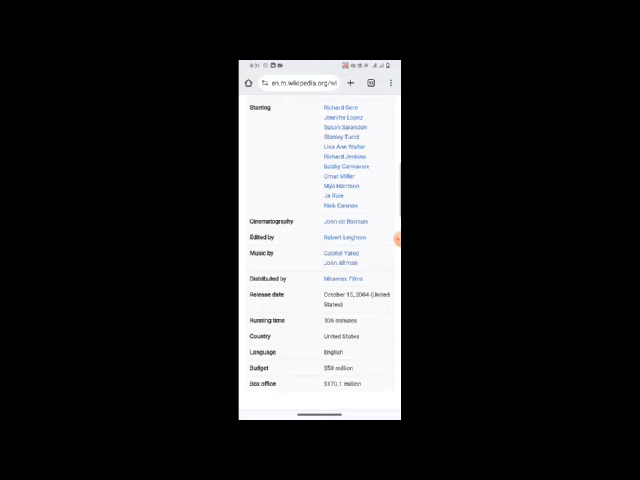 8:31
en.m.wikipedia.org/wi
Starring Richard Gere
Jennifer Lopez
Susan Sarandon
Stanley Tucci
Lisa Ann Walter
Richard Jenkins
Bobby Cannavale
Omar Miller
Mýa Harrison
Ja Rule
Nick Cannon
Cinematography John de Borman
Edited by Robert Leighton
Music by Gabriel Yared
John Altman
Distributed by Miramax Films
Release date October 15, 2004 (United
States)
Running time 106 minutes
Country United States
Language English
Budget $50 million
Box office $170.1 million